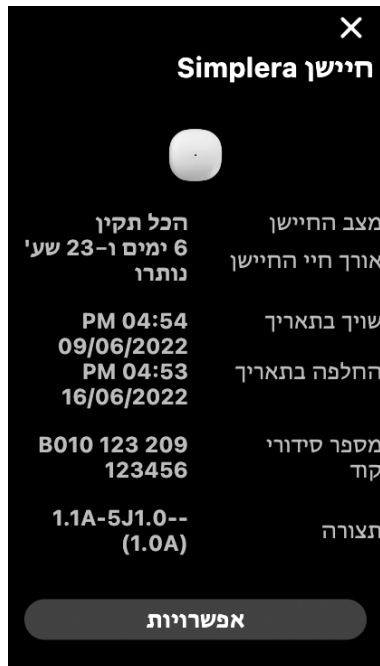 חיישן Simplera
מצב החיישן הכל תקין
אורך חיי החיישן 6 ימים ו-23 שע'
נותרו
שויך בתאריך 04:54 PM
09/06/2022
החלפה בתאריך 04:53 PM
16/06/2022
מספר סידורי B010 123 209
קוד 123456
תצורה 1.1A-5J1.0--
(1.0A)
אפשרויות